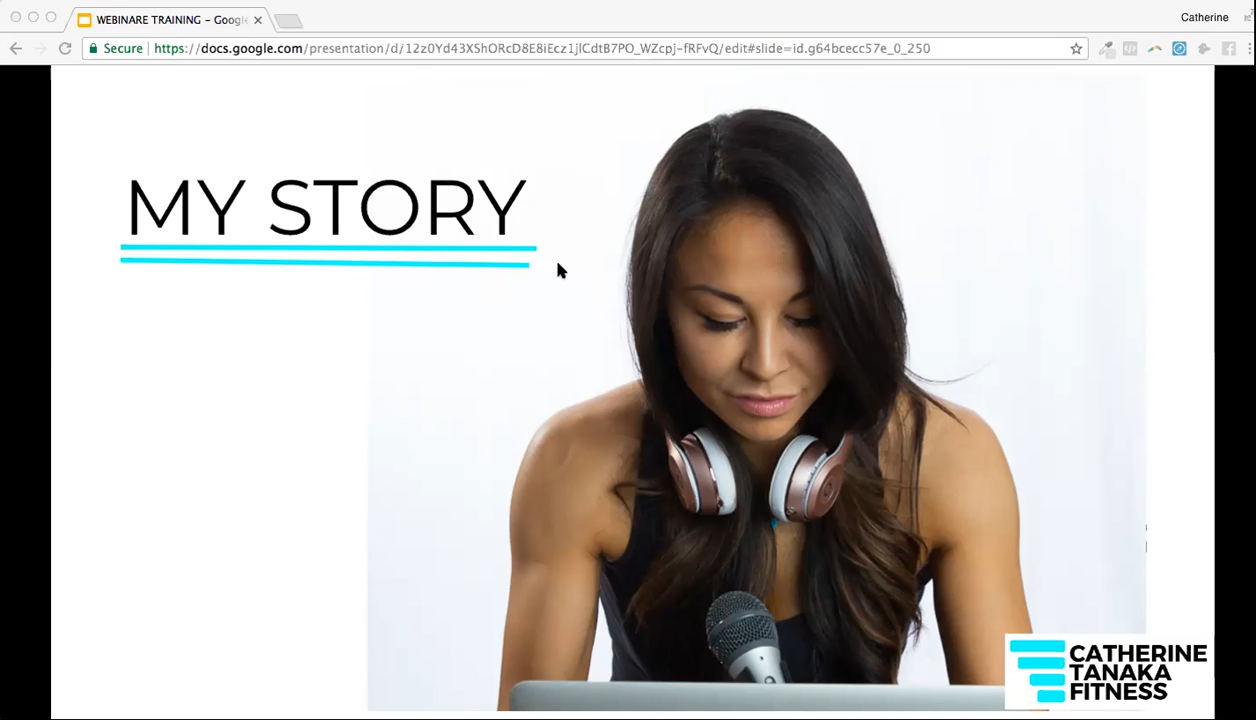 WEBINARE TRAINING - Googl
Catherine
Secure
https://docs.google.com/presentation/d/12z0Yd43XShORcD8E8iEcz1jlCdtB7PO_WZcpj-fRFvQ/edit#slide=id.g64bcecc57e_0_250
MY STORY
CATHERINE
TANAKA
FITNESS